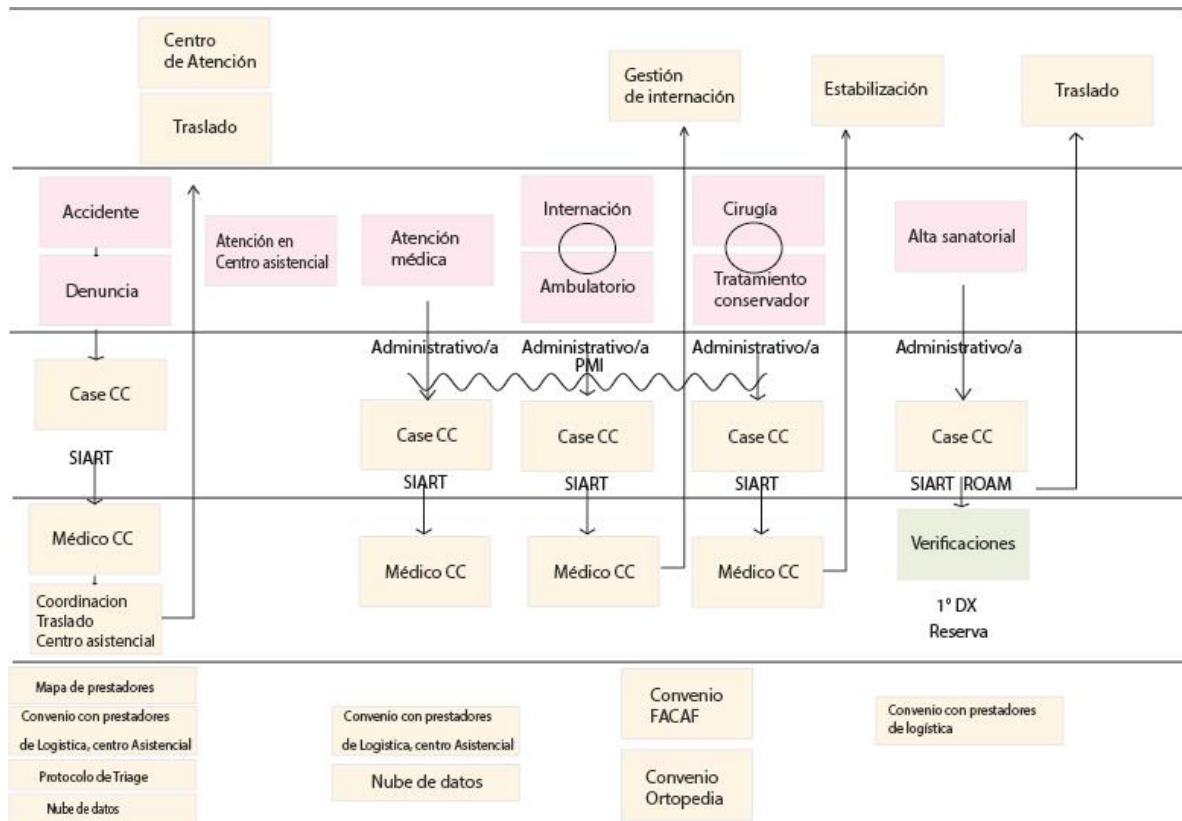 Centro
de Atención
Traslado
Gestión
de internación
Estabilización
Traslado
Accidente
Denuncia
Atención en
Centro asistencial
Atención
médica
Internación
Ambulatorio
Cirugía
Tratamiento
conservador
Alta sanatorial
Administrativo/a
Administrativo/a
Administrativo/a
Administrativo/a
PMI
Case CC
Case CC
Case CC
Case CC
Case CC
SIART
SIART
SIART
SIART
SIART ROAM
Médico CC
Médico CC
Médico CC
Médico CC
Verificaciones
Coordinacion
Traslado
Centro asistencial
1° DX
Reserva
Mapa de prestadores
Convenio con prestadores
de Logistica, centro Asistencial
Protocolo de Triage
Nube de datos
Convenio con prestadores
de Logistica, centro Asistencial
Nube de datos
Convenio
FACAF
Convenio
Ortopedia
Convenio con prestadores
de logística